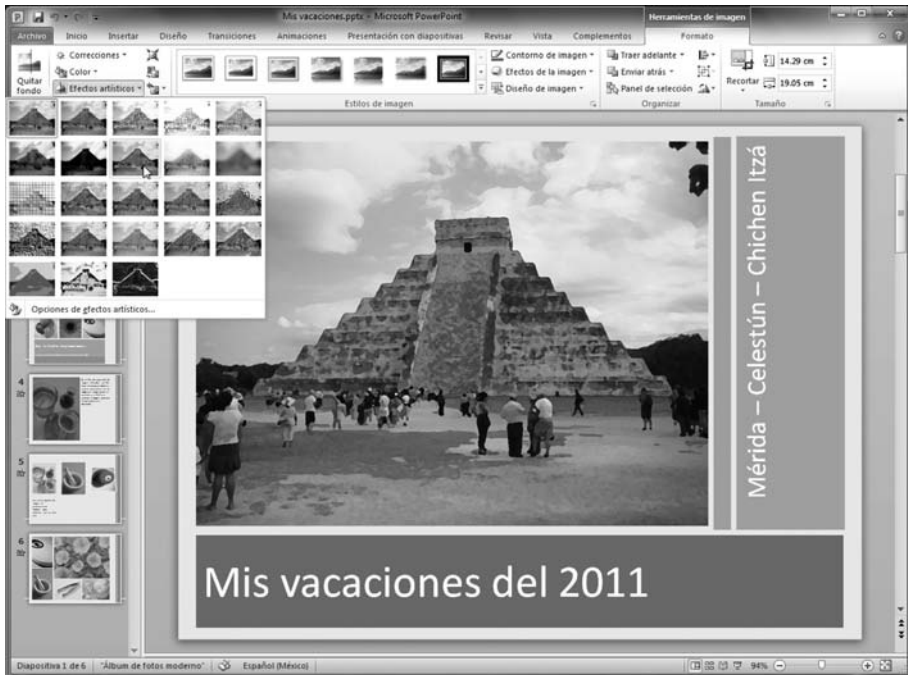 Mis vacaciones.pptx - Microsoft PowerPoint
Herramientas de imagen
Archivo Inicio Insertar Diseño Transiciones Animaciones Presentación con diapositivas Revisar Vista Complementos Formato
Quitar fondo
Correcciones
Color
Efectos artísticos
Contorno de imagen
Efectos de la imagen
Diseño de imagen
Estilos de imagen
Traer adelante
Enviar atrás
Panel de selección
Organizar
Recortar
14.29 cm
19.05 cm
Tamaño
Opciones de efectos artísticos...
4
5
6
Mérida – Celestún – Chichen Itzá
Mis vacaciones del 2011
Diapositiva 1 de 6 "Álbum de fotos moderno" Español (México) 94%